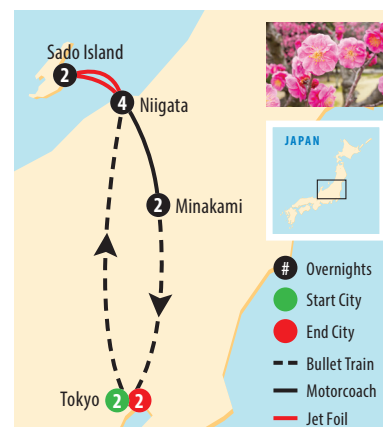 Sado Island
2
4
Niigata
2
Minakami
Tokyo
2
2
JAPAN
# Overnights
Start City
End City
Bullet Train
Motorcoach
Jet Foil